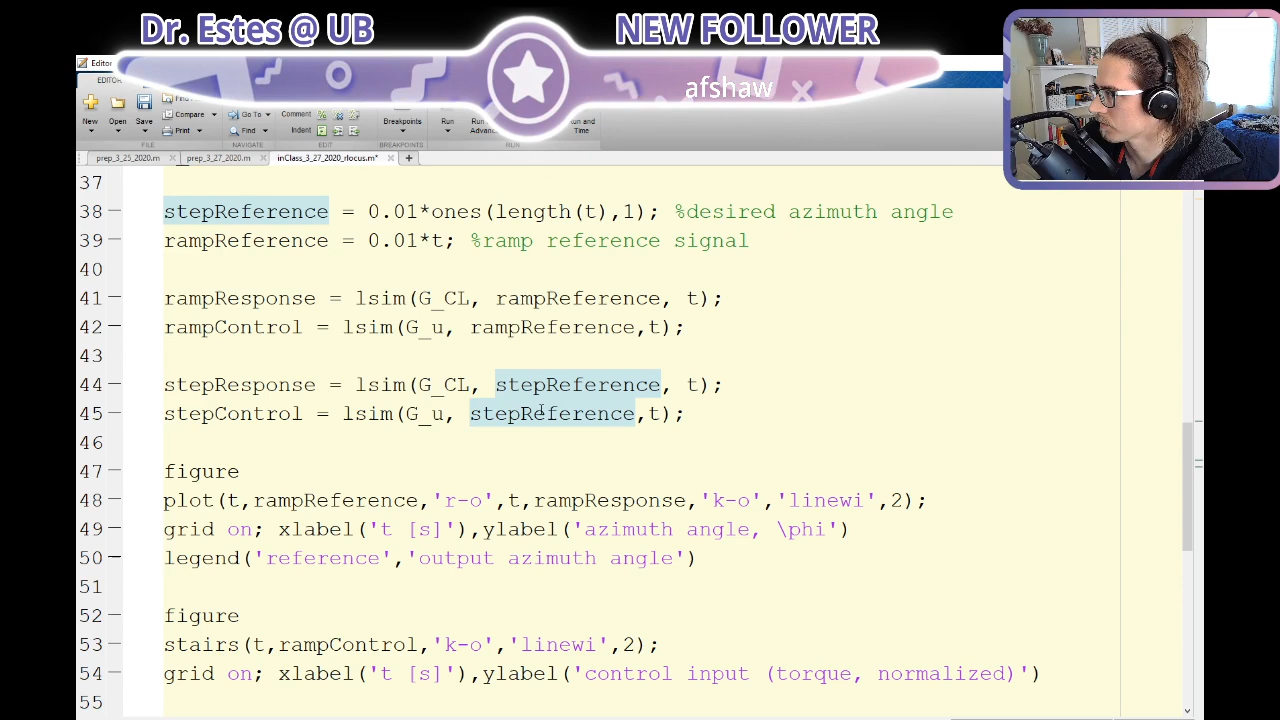 Dr. Estes @ UB
NEW FOLLOWER
afshaw
Editor
EDITOR
New
Open
Save
Compare
Print
Go To
Find
Comment
Indent
Breakpoints
Run
Run and
Time
FILE
NAVIGATE
EDIT
BREAKPOINTS
RUN
prep_3_25_2020.m
prep_3_27_2020.m
inClass_3_27_2020_rlocus.m*
37
38 stepReference = 0.01*ones(length(t),1); %desired azimuth angle
39 rampReference = 0.01*t; %ramp reference signal
40
41 rampResponse = lsim(G_CL, rampReference, t);
42 rampControl = lsim(G_u, rampReference,t);
43
44 stepResponse = lsim(G_CL, stepReference, t);
45 stepControl = lsim(G_u, stepReference,t);
46
47 figure
48 plot(t,rampReference,'r-o',t,rampResponse,'k-o','linewi',2);
49 grid on; xlabel('t [s]'),ylabel('azimuth angle, \phi')
50 legend('reference','output azimuth angle')
51
52 figure
53 stairs(t,rampControl,'k-o','linewi',2);
54 grid on; xlabel('t [s]'),ylabel('control input (torque, normalized)')
55